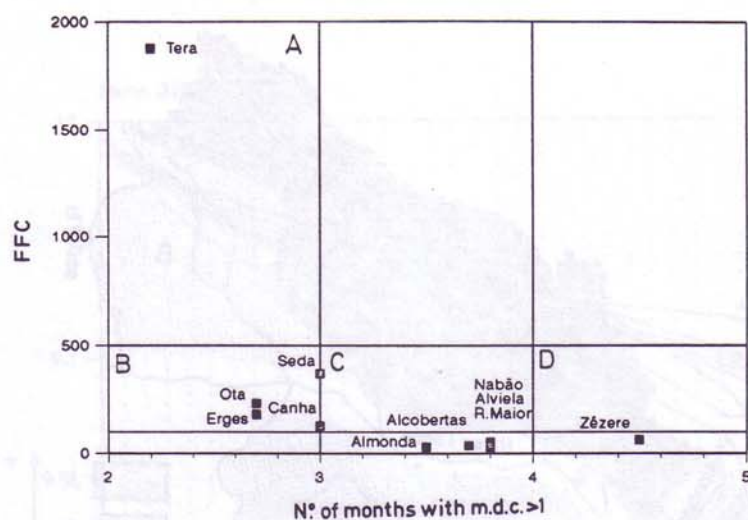 2000
A
Tera
1500
FFC
1000
500
B
Seda
C
D
Ota
Canha
Nabão
Alviela
R.Maior
Erges
Alcobertas
Almonda
Zêzere
0
2
3
4
5
Nº. of months with m.d.c.>1